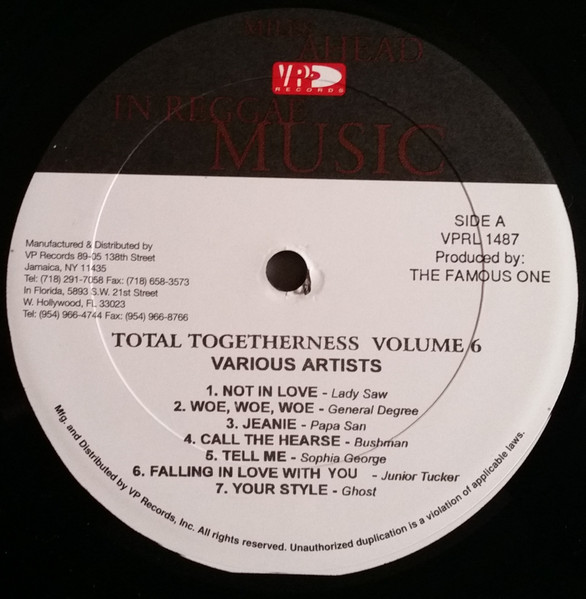 MILES
AHEAD
VP
RECORDS
IN REGGAE
MUSIC
SIDE A
VPRL 1487
Produced by:
THE FAMOUS ONE
Manufactured & Distributed by
VP Records 89-05 138th Street
Jamaica, NY 11435
Tel: (718) 291-7058 Fax: (718) 658-3573
In Florida, 5893 S.W. 21st Street
W. Hollywood, FL 33023
Tel: (954) 966-4744 Fax: (954) 966-8766
TOTAL TOGETHERNESS VOLUME 6
VARIOUS ARTISTS
1. NOT IN LOVE - Lady Saw
2. WOE, WOE, WOE - General Degree
3. JEANIE - Papa San
4. CALL THE HEARSE - Bushman
5. TELL ME - Sophia George
6. FALLING IN LOVE WITH YOU - Junior Tucker
7. YOUR STYLE - Ghost
Mfg. and Distributed by VP Records, Inc. All rights reserved. Unauthorized duplication is a violation of applicable laws.